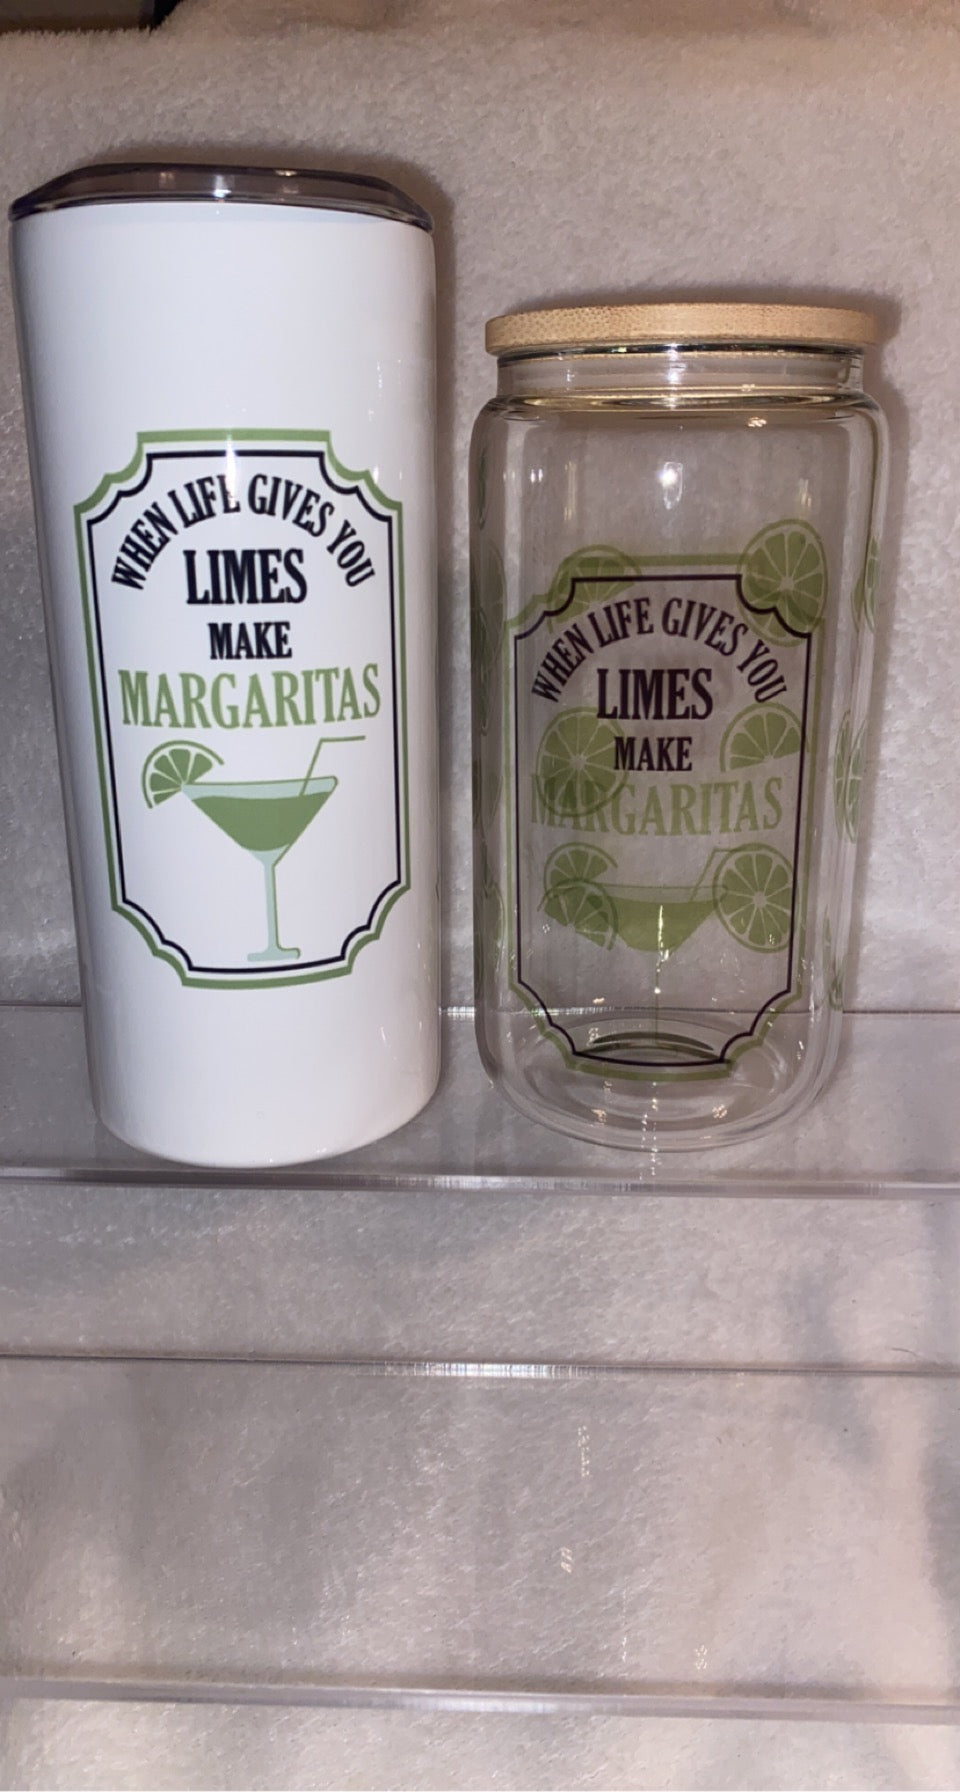 WHEN LIFE GIVES YOU
LIMES
MAKE
MARGARITAS
WHEN LIFE GIVES YOU
LIMES
MAKE
MARGARITAS